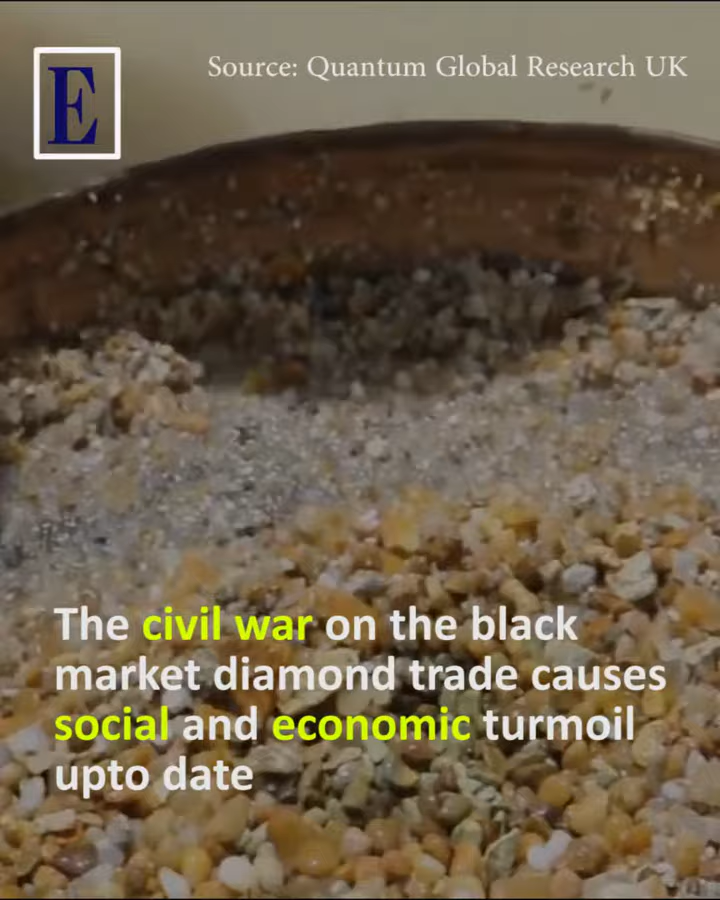 E
Source: Quantum Global Research UK
The civil war on the black
market diamond trade causes
social and economic turmoil
upto date